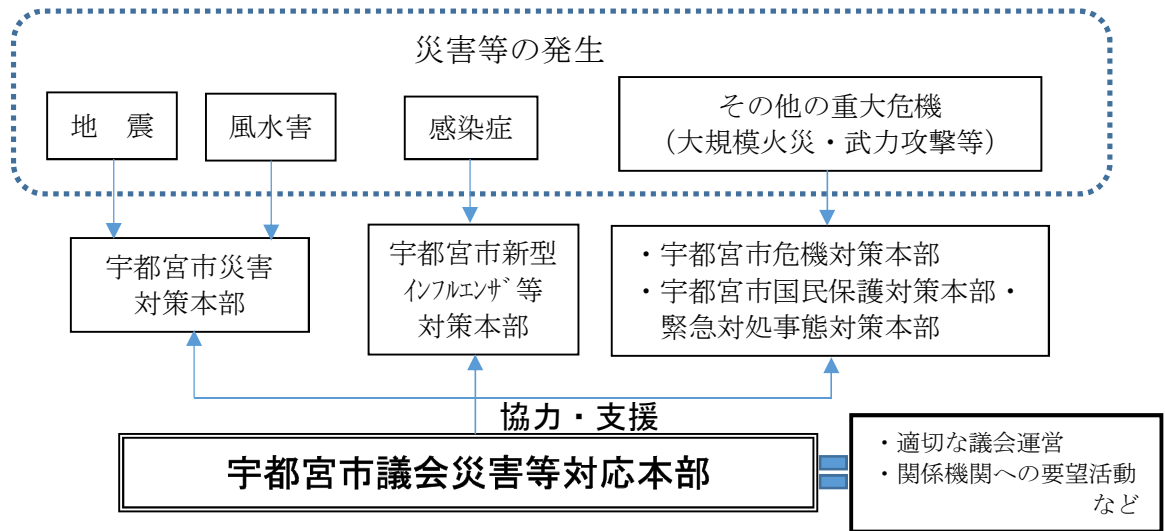 災害等の発生
地　震
風水害
感染症
その他の重大危機
（大規模火災・武力攻撃等）
宇都宮市災害
対策本部
宇都宮市新型
ｲﾝﾌﾙｴﾝｻﾞ等
対策本部
・宇都宮市危機対策本部
・宇都宮市国民保護対策本部・
緊急対処事態対策本部
協力・支援
宇都宮市議会災害等対応本部
・適切な議会運営
・関係機関への要望活動
など